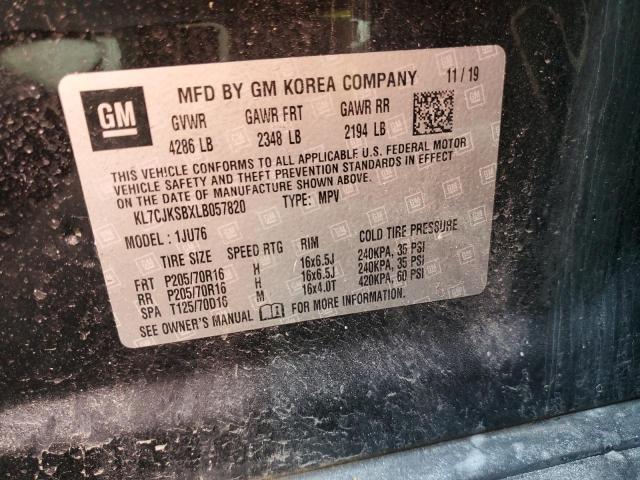 GM
MFD BY GM KOREA COMPANY 11/19
GVWR GAWR FRT GAWR RR
4286 LB 2348 LB 2194 LB
THIS VEHICLE CONFORMS TO ALL APPLICABLE U.S. FEDERAL MOTOR
VEHICLE SAFETY AND THEFT PREVENTION STANDARDS IN EFFECT
ON THE DATE OF MANUFACTURE SHOWN ABOVE.
KL7CJKSBXLB057820 TYPE: MPV
MODEL: 1JU76
TIRE SIZE SPEED RTG RIM COLD TIRE PRESSURE
FRT P205/70R16 H 16x6.5J 240KPA, 35 PSI
RR P205/70R16 H 16x6.5J 240KPA, 35 PSI
SPA T125/70D16 M 16x4.0T 420KPA, 60 PSI
SEE OWNER'S MANUAL FOR MORE INFORMATION.